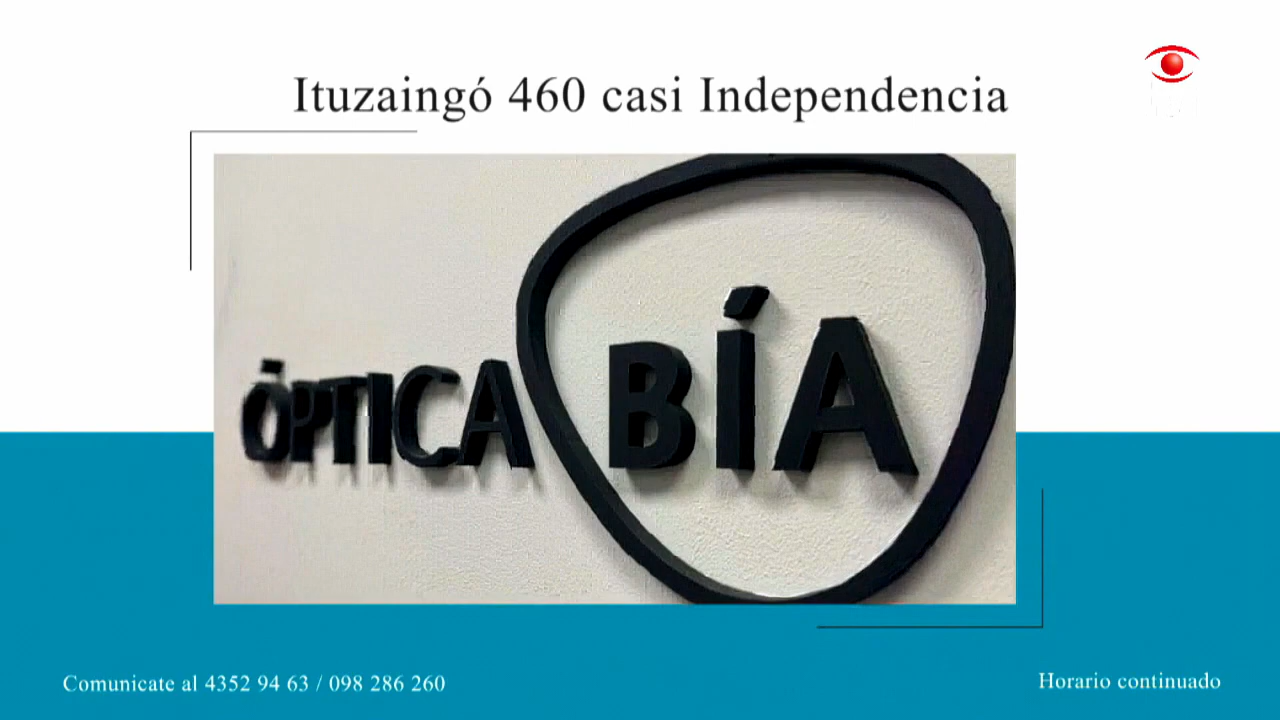 Ituzaingó 460 casi Independencia
ÓPTICA BÍA
Comunicate al 4352 94 63 / 098 286 260
Horario continuado